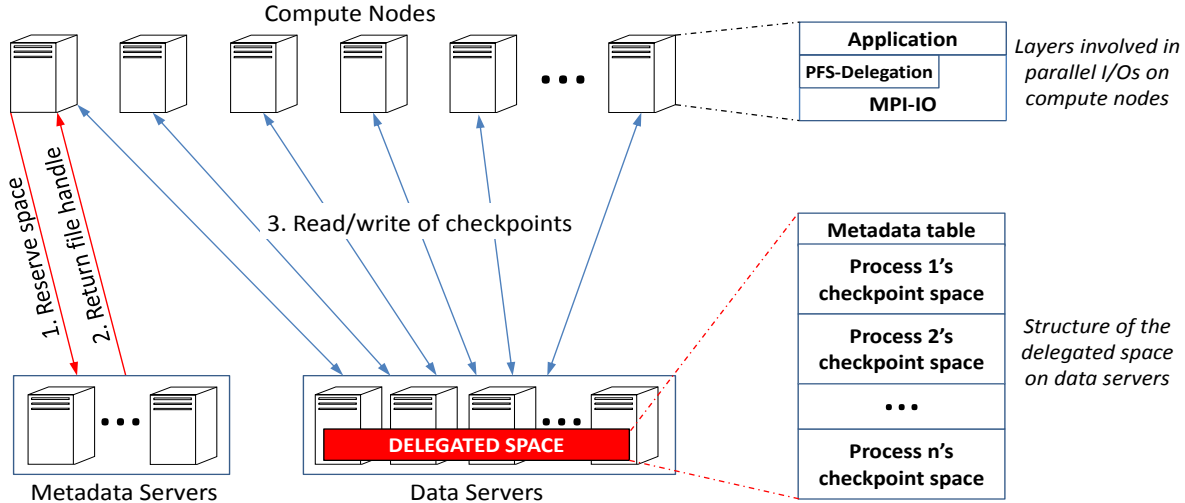 Compute Nodes
Application
PFS-Delegation
MPI-IO
Layers involved in
parallel I/Os on
compute nodes
1. Reserve space
2. Return file handle
3. Read/write of checkpoints
Metadata table
Process 1's
checkpoint space
Process 2's
checkpoint space
Process n's
checkpoint space
Structure of the
delegated space
on data servers
DELEGATED SPACE
Metadata Servers
Data Servers